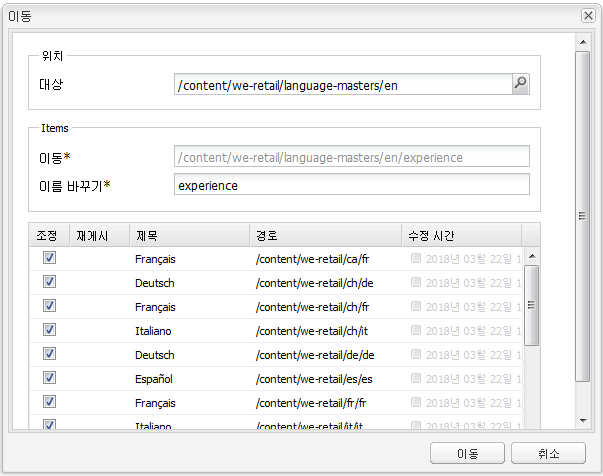 이동
위치
대상 /content/we-retail/language-masters/en
Items
이동* /content/we-retail/language-masters/en/experience
이름 바꾸기* experience
조정 재게시 제목 경로 수정 시간
Français /content/we-retail/ca/fr 2018년 03월 22일 1
Deutsch /content/we-retail/ch/de 2018년 03월 22일 1
Français /content/we-retail/ch/fr 2018년 03월 22일 1
Italiano /content/we-retail/ch/it 2018년 03월 22일 1
Deutsch /content/we-retail/de/de 2018년 03월 22일 1
Español /content/we-retail/es/es 2018년 03월 22일 1
Français /content/we-retail/fr/fr 2018년 03월 22일 1
Italiano /content/we-retail/it/it 2018년 03월 22일 1
이동 취소